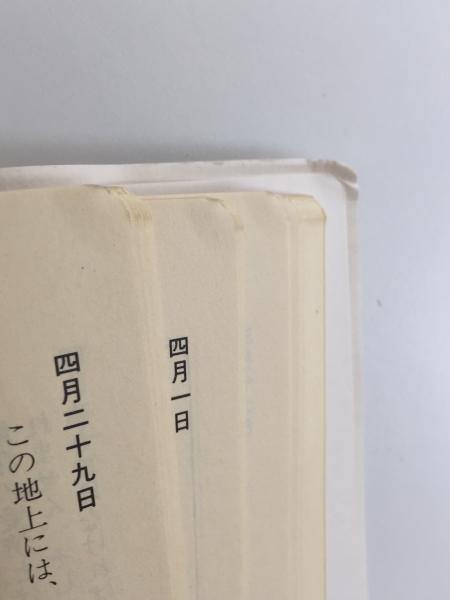 四月一日
四月二十九日
この地上には、